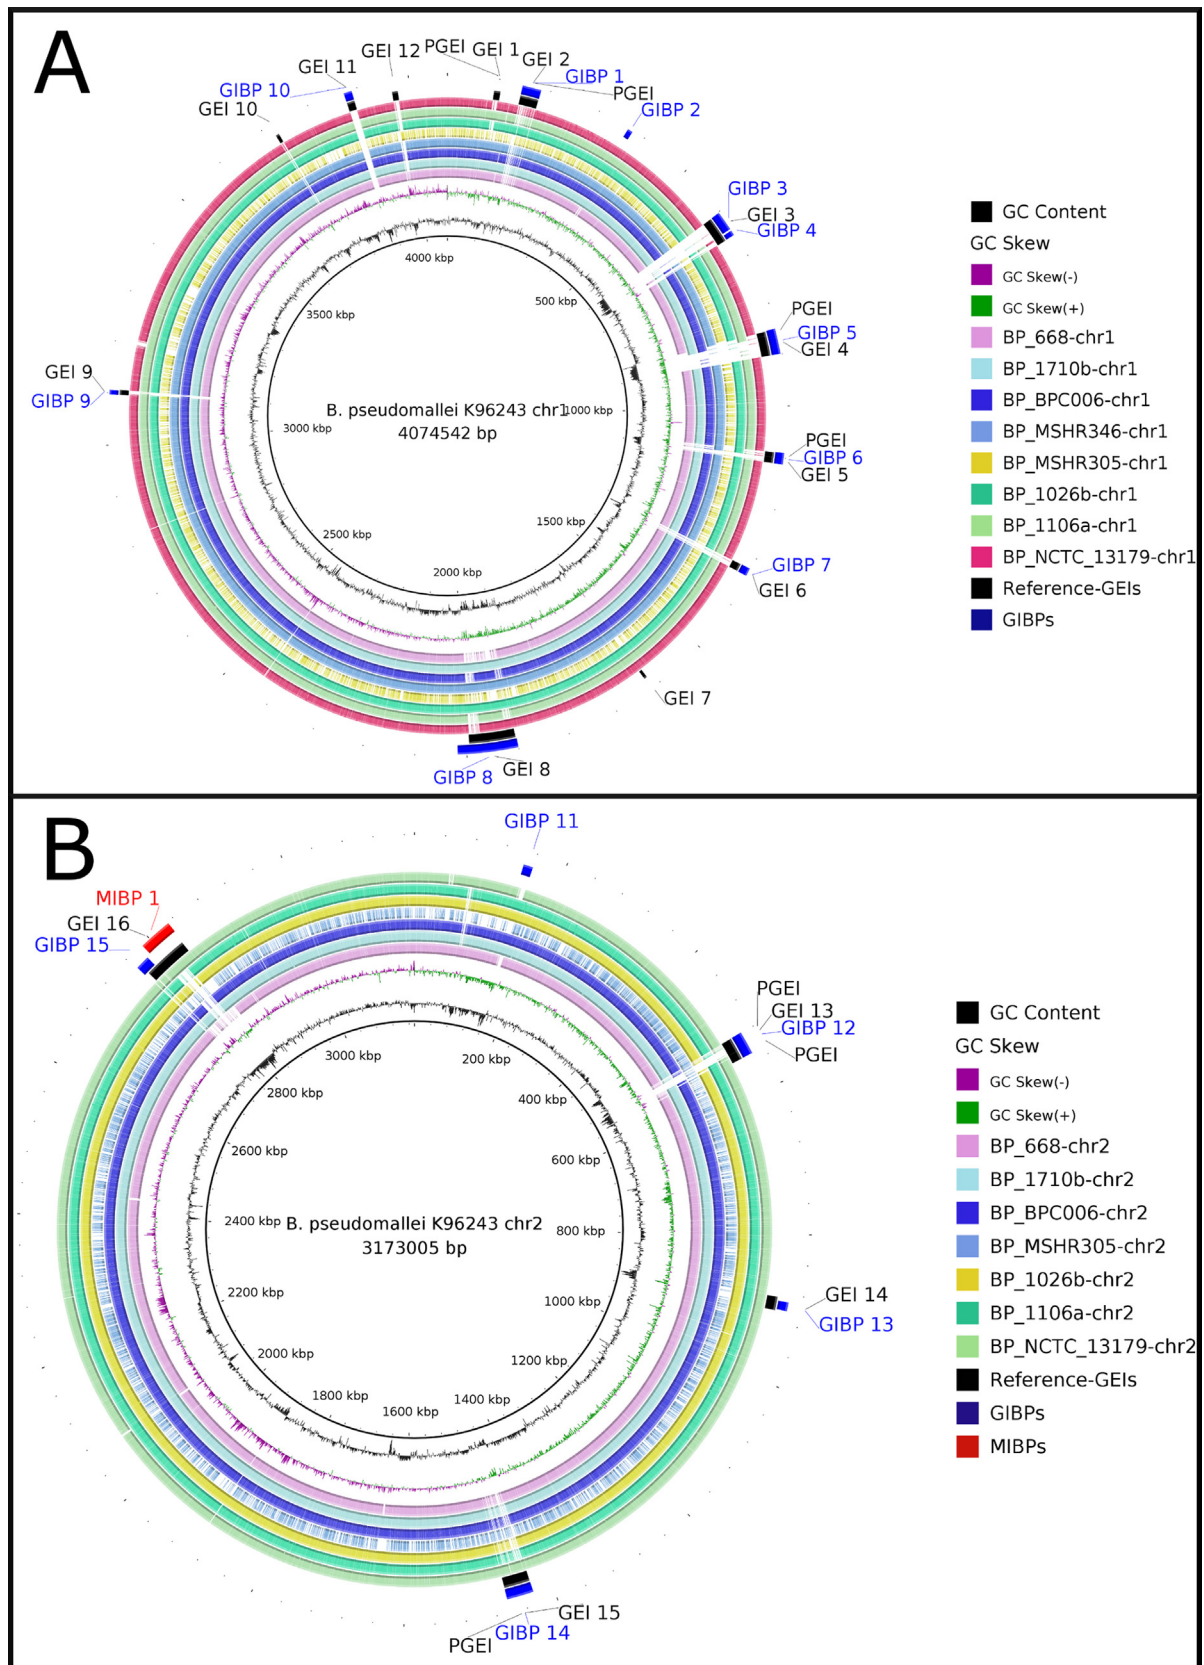 A
GEI 12
PGEI
GEI 1
GEI 2
GEI 11
GIBP 1
GIBP 10
PGEI
GEI 10
GIBP 2
GIBP 3
GEI 3
GIBP 4
4000 kbp
500 kbp
3500 kbp
PGEI
GIBP 5
GEI 4
GEI 9
GIBP 9
B. pseudomallei K96243 chr1
1000 kbp
4074542 bp
3000 kbp
PGEI
GIBP 6
GEI 5
1500 kbp
2500 kbp
GIBP 7
2000 kbp
GEI 6
GEI 7
GEI 8
GIBP 8
GC Content
GC Skew
GC Skew(-)
GC Skew(+)
BP_668-chr1
BP_1710b-chr1
BP_BPC006-chr1
BP_MSHR346-chr1
BP_MSHR305-chr1
BP_1026b-chr1
BP_1106a-chr1
BP_NCTC_13179-chr1
Reference-GEIs
GIBPs
B
GIBP 11
MIBP 1
GEI 16
GIBP 15
PGEI
GEI 13
GIBP 12
PGEI
3000 kbp
200 kbp
2800 kbp
400 kbp
2600 kbp
600 kbp
2400 kbp
B. pseudomallei K96243 chr2
800 kbp
3173005 bp
2200 kbp
1000 kbp
GEI 14
GIBP 13
2000 kbp
1200 kbp
1800 kbp
1400 kbp
1600 kbp
GEI 15
GIBP 14
PGEI
GC Content
GC Skew
GC Skew(-)
GC Skew(+)
BP_668-chr2
BP_1710b-chr2
BP_BPC006-chr2
BP_MSHR305-chr2
BP_1026b-chr2
BP_1106a-chr2
BP_NCTC_13179-chr2
Reference-GEIs
GIBPs
MIBPs